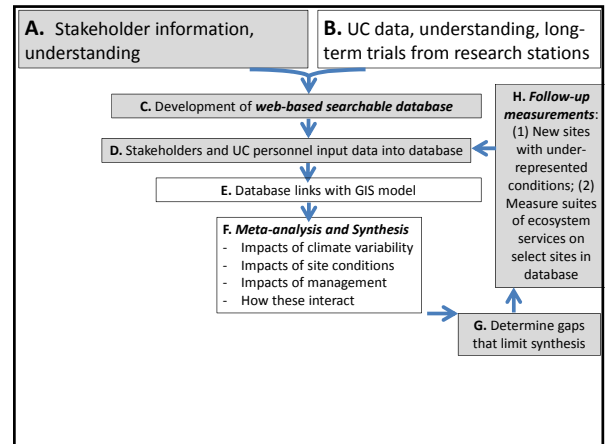 A. Stakeholder information,
understanding
B. UC data, understanding, long-
term trials from research stations
C. Development of web-based searchable database
D. Stakeholders and UC personnel input data into database
E. Database links with GIS model
F. Meta-analysis and Synthesis
- Impacts of climate variability
- Impacts of site conditions
- Impacts of management
- How these interact
G. Determine gaps
that limit synthesis
H. Follow-up
measurements:
(1) New sites
with under-
represented
conditions; (2)
Measure suites
of ecosystem
services on
select sites in
database